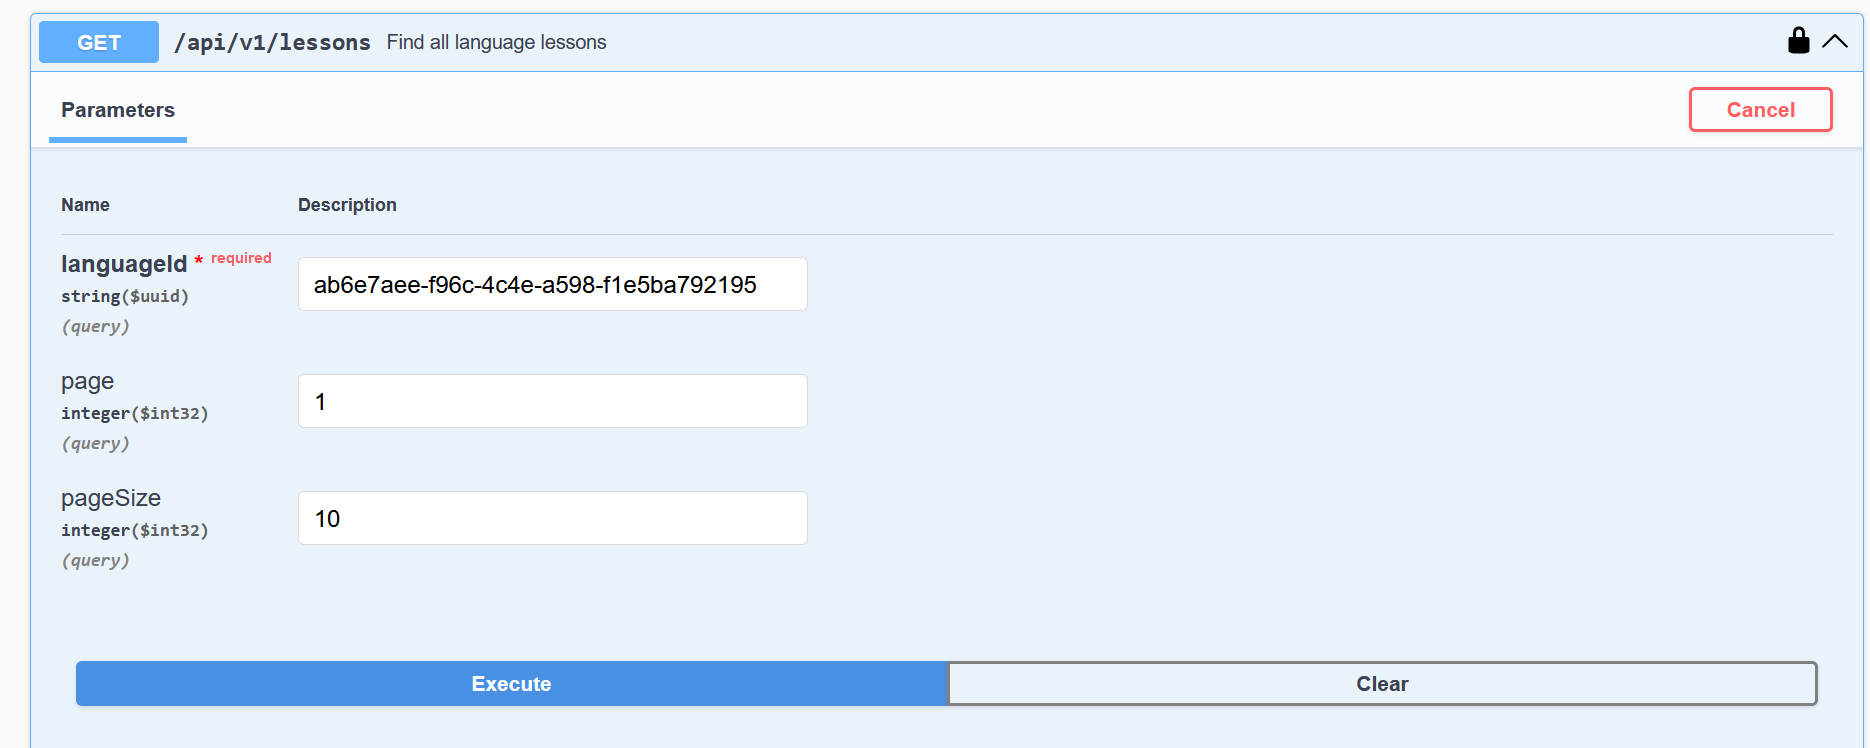 GET /api/v1/lessons Find all language lessons
Parameters
Cancel
Name Description
languageId * required
string($uuid)
(query)
ab6e7aee-f96c-4c4e-a598-f1e5ba792195
page
integer($int32)
(query)
1
pageSize
integer($int32)
(query)
10
Execute Clear